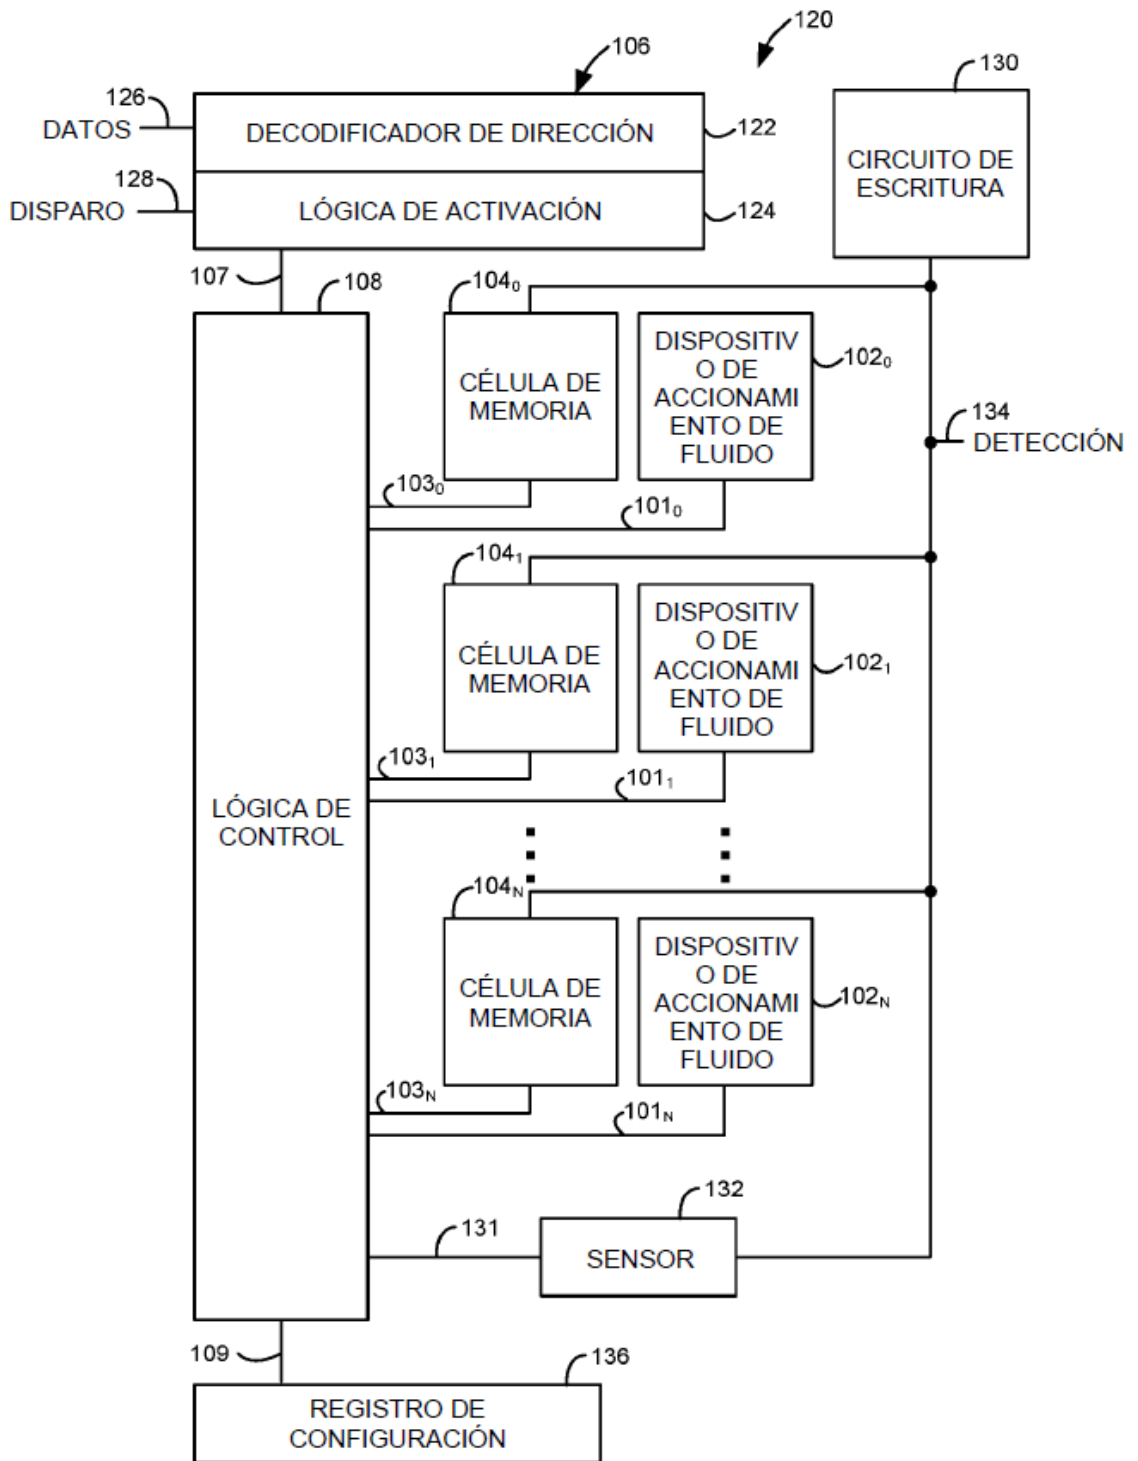 120
106
130
126
DATOS
DECODIFICADOR DE DIRECCIÓN
122
CIRCUITO DE
ESCRITURA
128
DISPARO
LÓGICA DE ACTIVACIÓN
124
107
108
104₀
CÉLULA DE
MEMORIA
DISPOSITIV
O DE
ACCIONAMI
ENTO DE
FLUIDO
102₀
134
DETECCIÓN
103₀
101₀
104₁
CÉLULA DE
MEMORIA
DISPOSITIV
O DE
ACCIONAMI
ENTO DE
FLUIDO
102₁
103₁
101₁
LÓGICA DE
CONTROL
104N
CÉLULA DE
MEMORIA
DISPOSITIV
O DE
ACCIONAMI
ENTO DE
FLUIDO
102N
103N
101N
132
131
SENSOR
109
136
REGISTRO DE
CONFIGURACIÓN